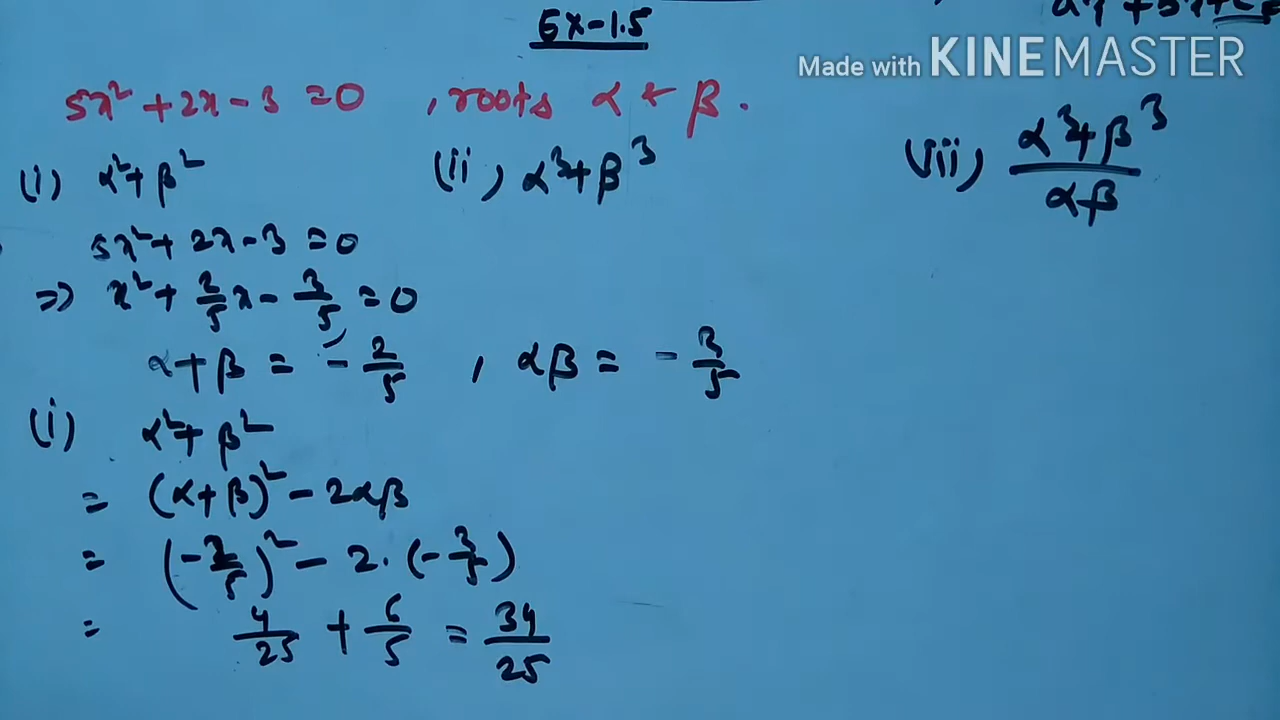 Ex-1.5
Made with KINEMASTER
5x² + 2x - 3 = 0 , roots α & β .
(i) α² + β² (ii) α³ + β³ (iii) (α³ + β³)/(αβ)
5x² + 2x - 3 = 0
⇒ x² + 2/5 x - 3/5 = 0
α + β = - 2/5 , αβ = - 3/5
(i) α² + β²
= (α + β)² - 2αβ
= (-2/5)² - 2 . (-3/5)
= 4/25 + 6/5 = 34/25